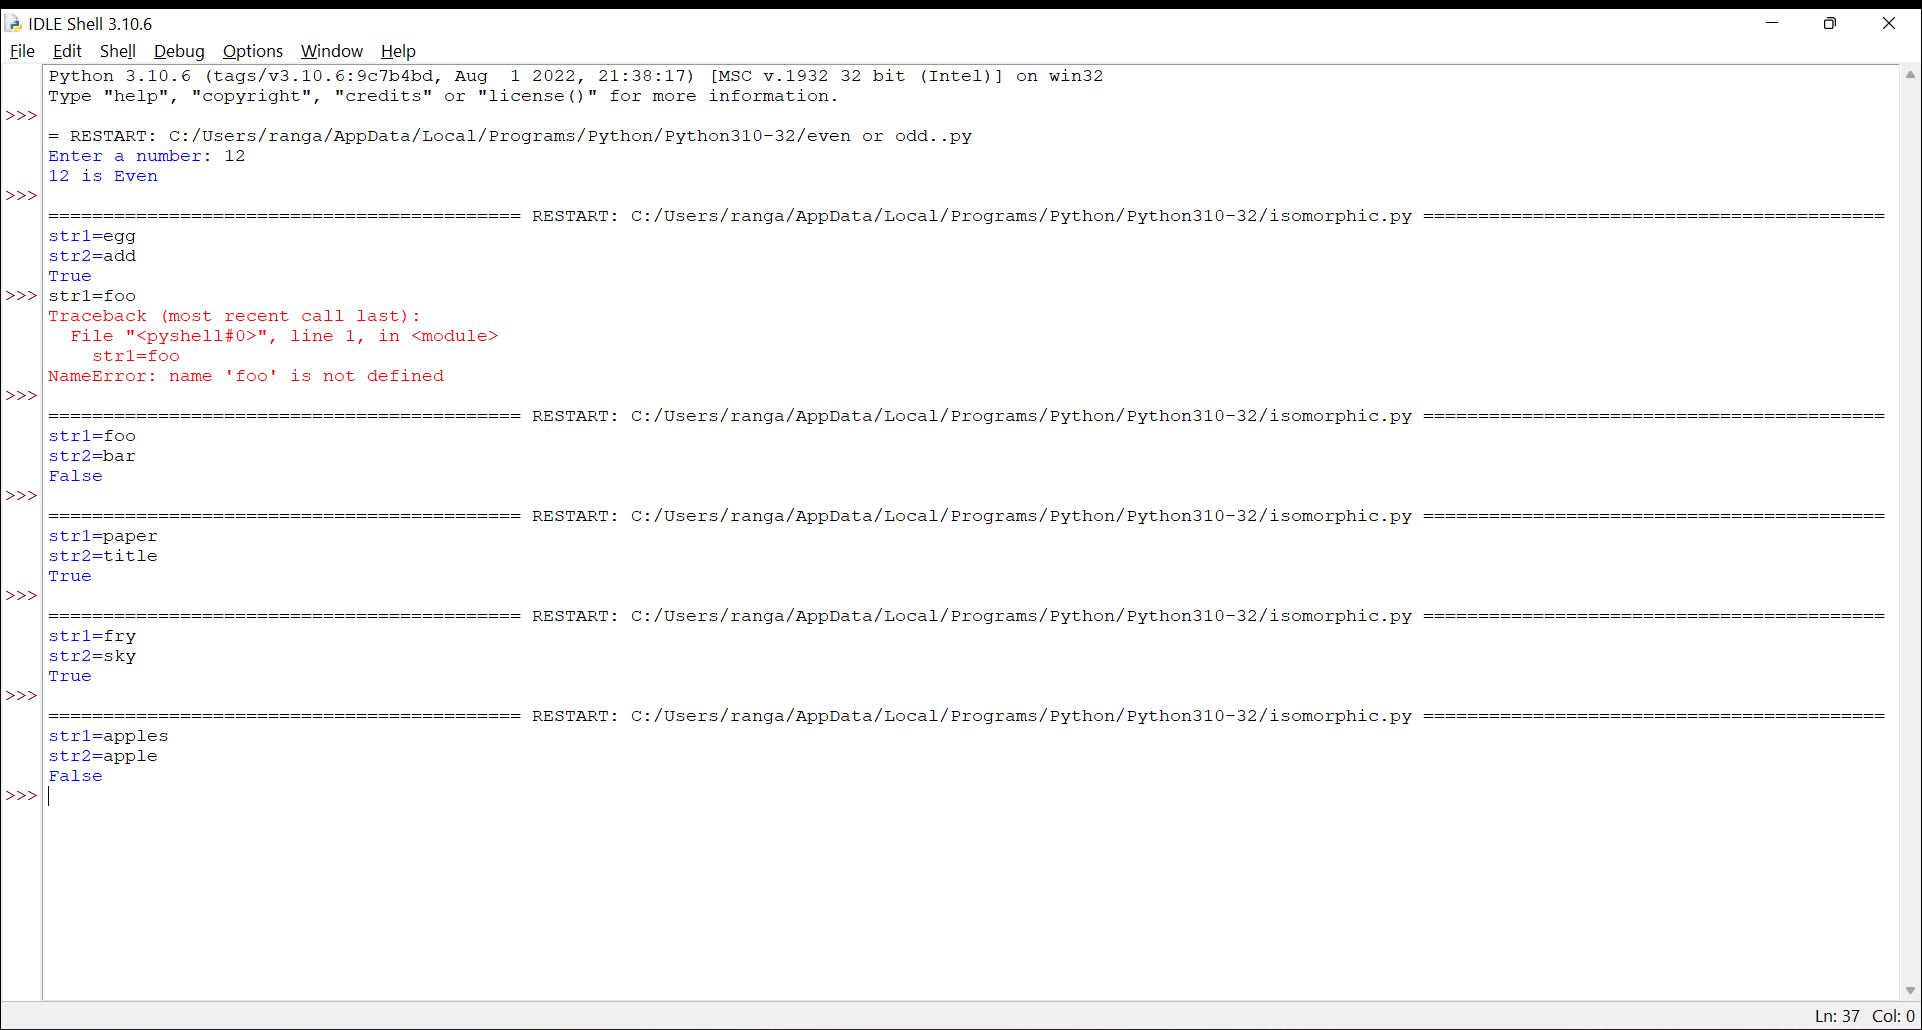 IDLE Shell 3.10.6
File Edit Shell Debug Options Window Help
Python 3.10.6 (tags/v3.10.6:9c7b4bd, Aug  1 2022, 21:38:17) [MSC v.1932 32 bit (Intel)] on win32
Type "help", "copyright", "credits" or "license()" for more information.
>>>
= RESTART: C:/Users/ranga/AppData/Local/Programs/Python/Python310-32/even or odd..py
Enter a number: 12
12 is Even
>>>
=========================================== RESTART: C:/Users/ranga/AppData/Local/Programs/Python/Python310-32/isomorphic.py ==========================================
str1=egg
str2=add
True
>>> str1=foo
Traceback (most recent call last):
  File "<pyshell#0>", line 1, in <module>
    str1=foo
NameError: name 'foo' is not defined
>>>
=========================================== RESTART: C:/Users/ranga/AppData/Local/Programs/Python/Python310-32/isomorphic.py ==========================================
str1=foo
str2=bar
False
>>>
=========================================== RESTART: C:/Users/ranga/AppData/Local/Programs/Python/Python310-32/isomorphic.py ==========================================
str1=paper
str2=title
True
>>>
=========================================== RESTART: C:/Users/ranga/AppData/Local/Programs/Python/Python310-32/isomorphic.py ==========================================
str1=fry
str2=sky
True
>>>
=========================================== RESTART: C:/Users/ranga/AppData/Local/Programs/Python/Python310-32/isomorphic.py ==========================================
str1=apples
str2=apple
False
>>>
Ln: 37 Col: 0